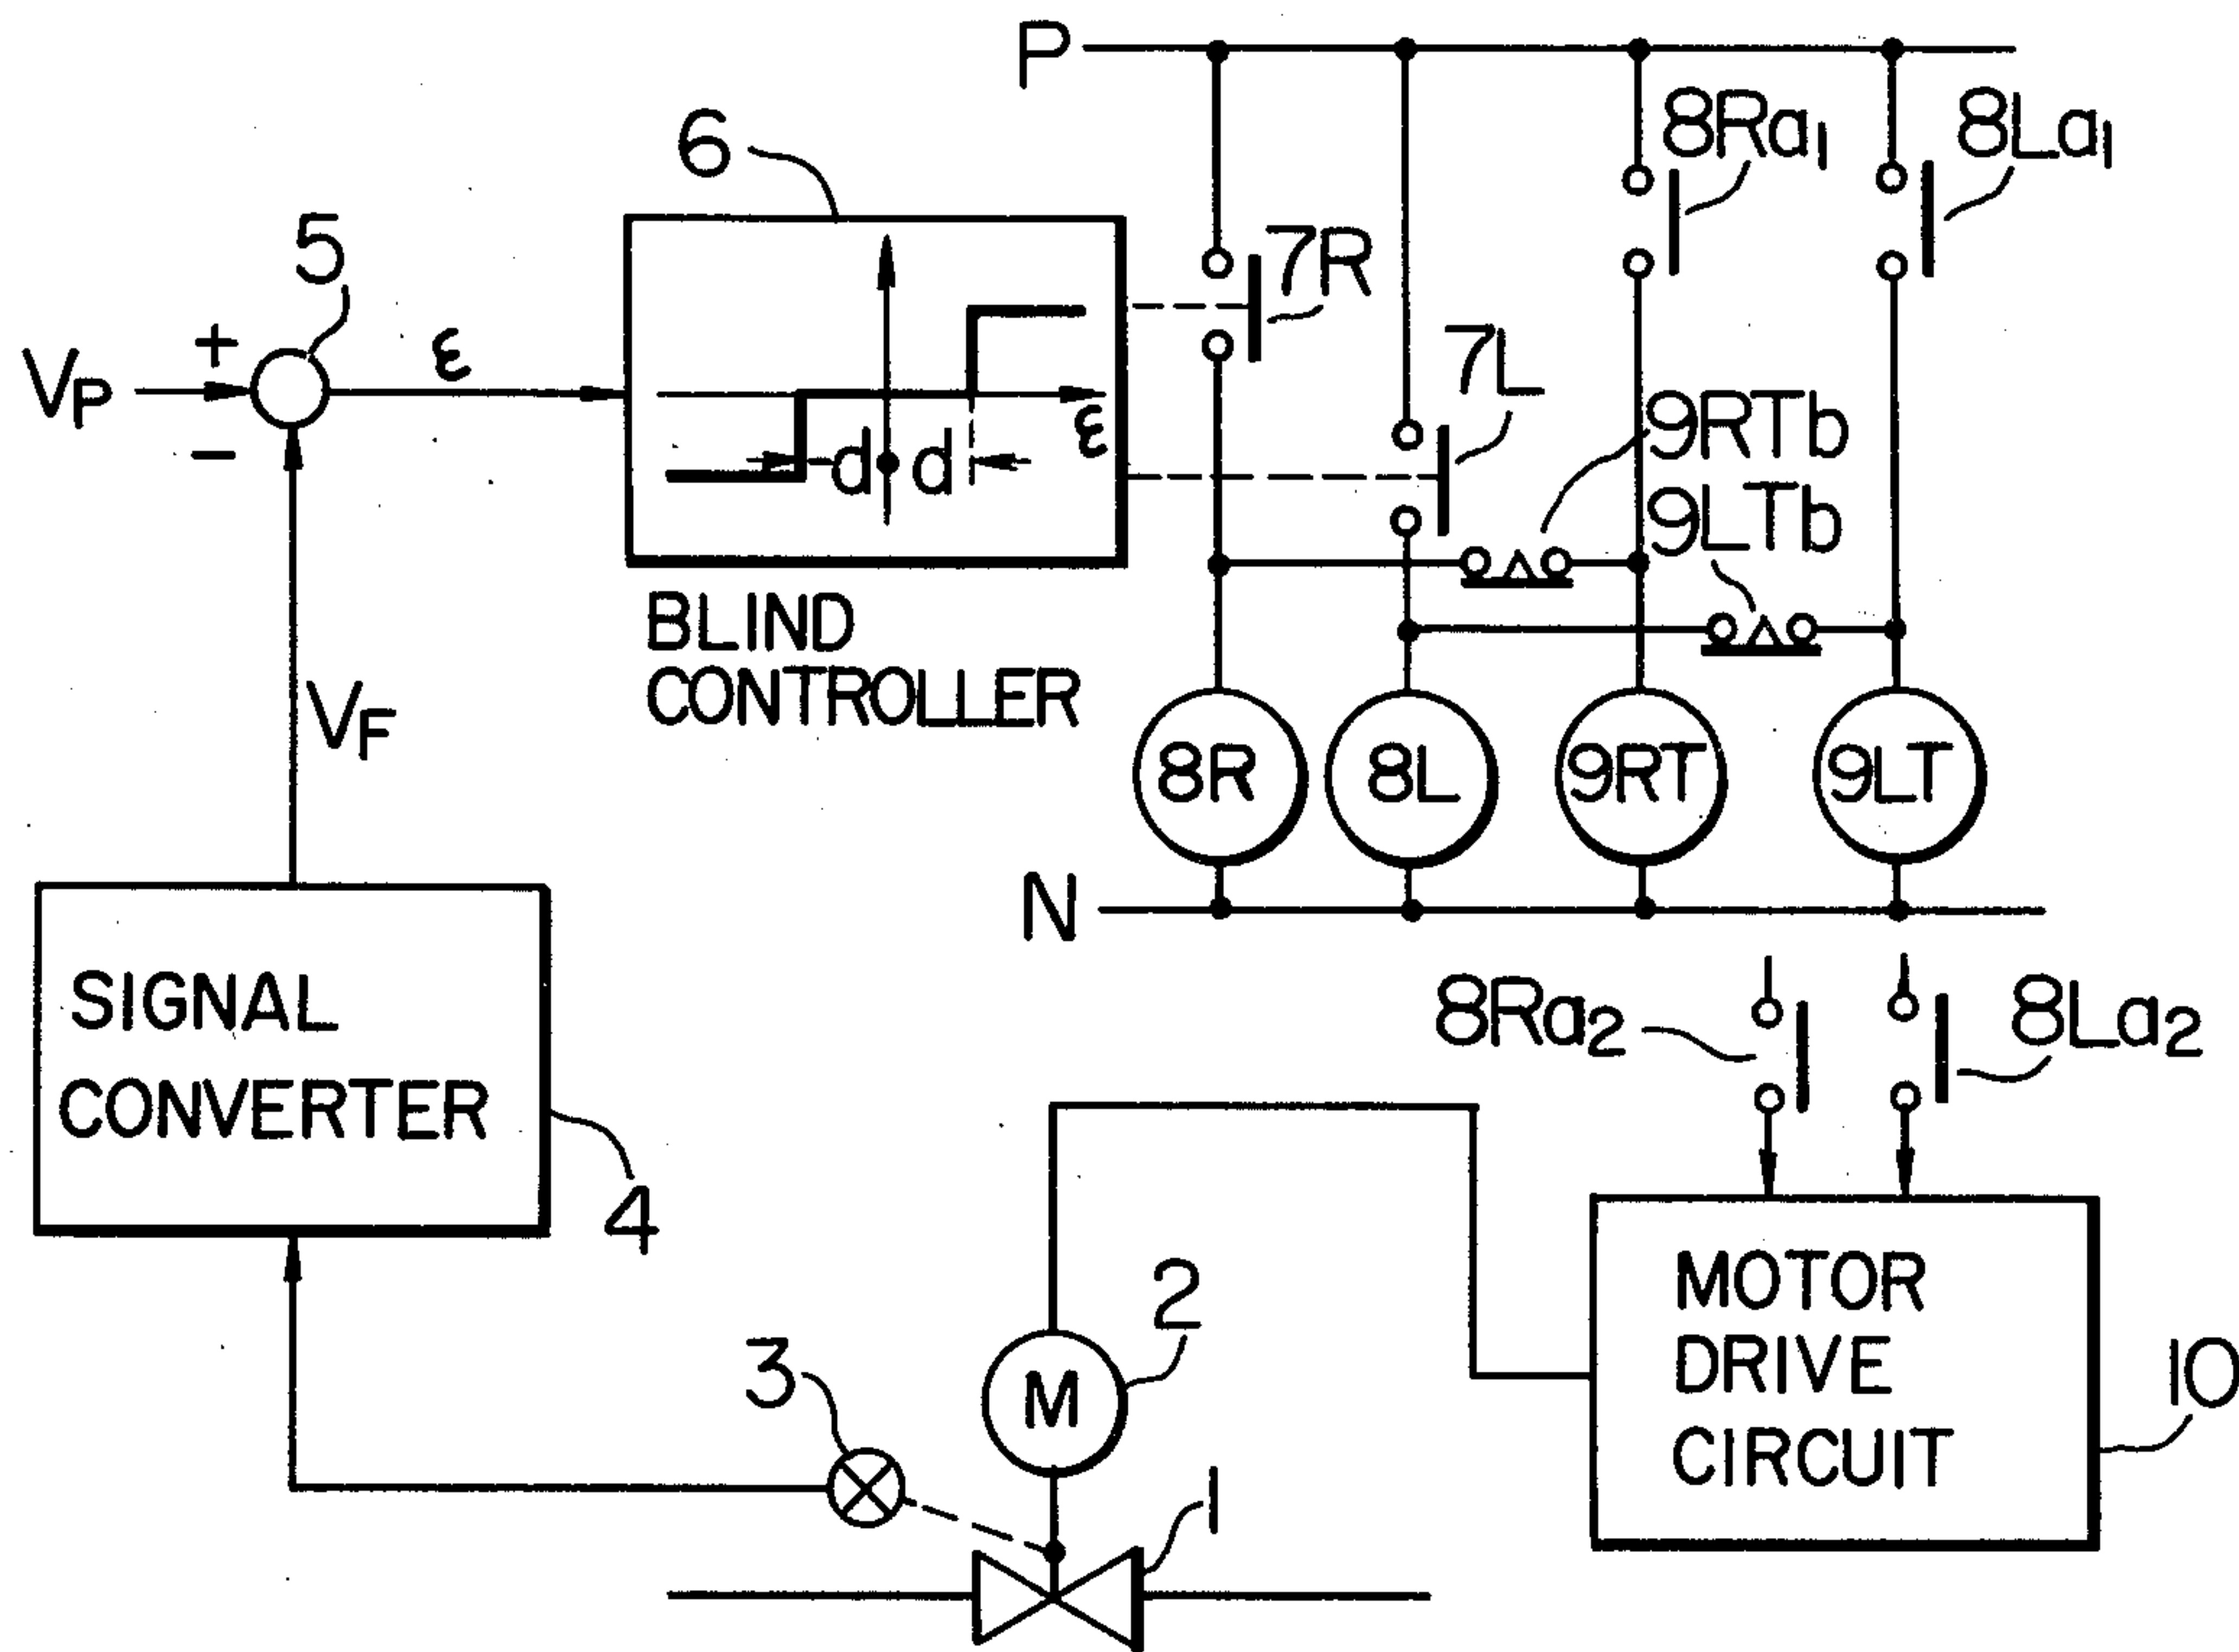 P
8Ra1
8La1
6
7R
5
+
VP
ε
−
7L
9RTb
ε
d
d
9LTb
BLIND
CONTROLLER
VF
8R
8L
9RT
9LT
N
SIGNAL
CONVERTER
4
8Ra2
8La2
2
3
M
1
MOTOR
DRIVE
CIRCUIT
10